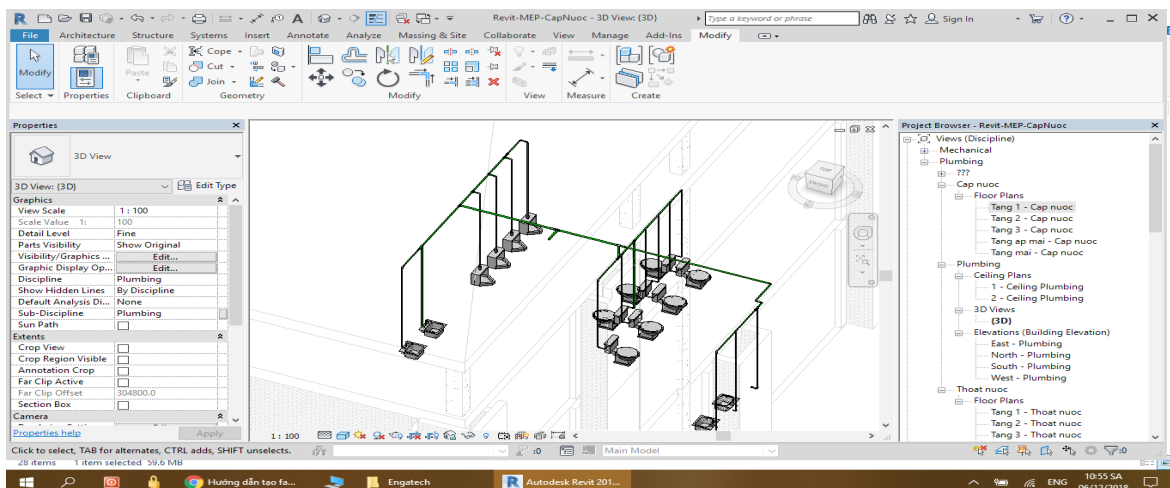 Revit-MEP-CapNuoc - 3D View: {3D}
Type a keyword or phrase
Sign In
File Architecture Structure Systems Insert Annotate Analyze Massing & Site Collaborate View Manage Add-Ins Modify
Modify
Paste
Cope
Cut
Join
Select Properties Clipboard Geometry Modify View Measure Create
Properties
3D View
3D View: {3D} Edit Type
Graphics
View Scale 1 : 100
Scale Value 1: 100
Detail Level Fine
Parts Visibility Show Original
Visibility/Graphics ... Edit...
Graphic Display Op... Edit...
Discipline Plumbing
Show Hidden Lines By Discipline
Default Analysis Di... None
Sub-Discipline Plumbing
Sun Path
Extents
Crop View
Crop Region Visible
Annotation Crop
Far Clip Active
Far Clip Offset 304800.0
Section Box
Camera
Properties help Apply
TOP
FRONT
1 : 100
Project Browser - Revit-MEP-CapNuoc
Views (Discipline)
Mechanical
Plumbing
???
Cap nuoc
Floor Plans
Tang 1 - Cap nuoc
Tang 2 - Cap nuoc
Tang 3 - Cap nuoc
Tang ap mai - Cap nuoc
Tang mai - Cap nuoc
Plumbing
Ceiling Plans
1 - Ceiling Plumbing
2 - Ceiling Plumbing
3D Views
{3D}
Elevations (Building Elevation)
East - Plumbing
North - Plumbing
South - Plumbing
West - Plumbing
Thoat nuoc
Floor Plans
Tang 1 - Thoat nuoc
Tang 2 - Thoat nuoc
Tang 3 - Thoat nuoc
Click to select, TAB for alternates, CTRL adds, SHIFT unselects. :0 Main Model :0
28 items 1 item selected 59.6 MB
Hướng dẫn tạo fa... Engatech Autodesk Revit 201... ENG 10:55 SA
06/12/2018